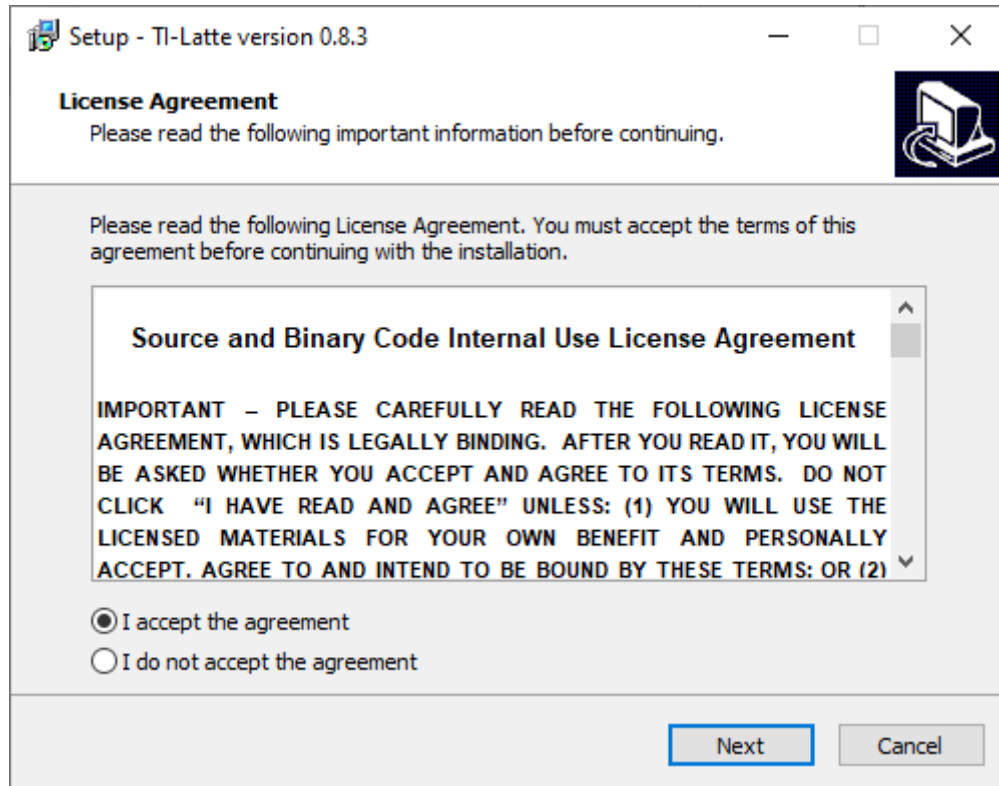 Setup - TI-Latte version 0.8.3
License Agreement
Please read the following important information before continuing.
Please read the following License Agreement. You must accept the terms of this
agreement before continuing with the installation.
Source and Binary Code Internal Use License Agreement
IMPORTANT – PLEASE CAREFULLY READ THE FOLLOWING LICENSE
AGREEMENT, WHICH IS LEGALLY BINDING.  AFTER YOU READ IT, YOU WILL
BE ASKED WHETHER YOU ACCEPT AND AGREE TO ITS TERMS.  DO NOT
CLICK  “I HAVE READ AND AGREE” UNLESS: (1) YOU WILL USE THE
LICENSED MATERIALS FOR YOUR OWN BENEFIT AND PERSONALLY
ACCEPT, AGREE TO AND INTEND TO BE BOUND BY THESE TERMS; OR (2)
I accept the agreement
I do not accept the agreement
Next
Cancel